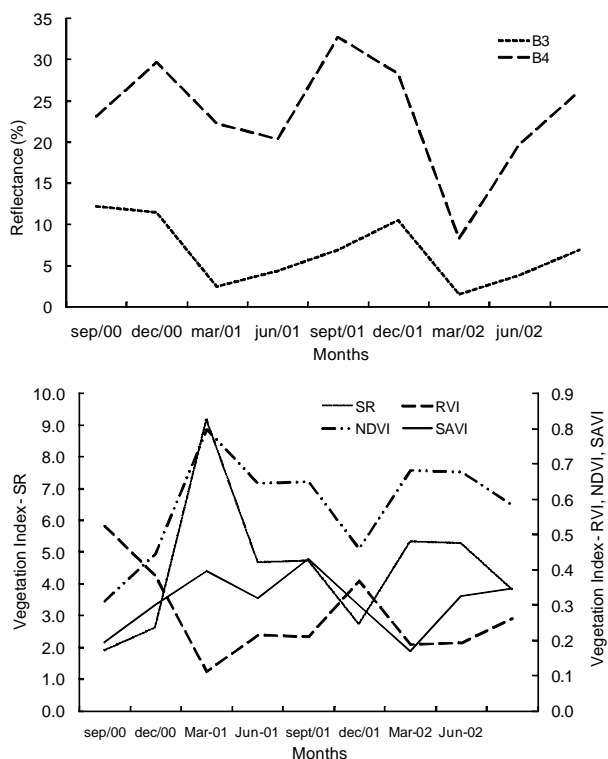 35
30
25
20
15
10
5
0
Reflectance (%)
B3
B4
sep/00 dec/00 mar/01 jun/01 sept/01 dec/01 mar/02 jun/02
Months
10.0
9.0
8.0
7.0
6.0
5.0
4.0
3.0
2.0
1.0
0.0
Vegetation Index - SR
SR RVI
NDVI SAVI
0.9
0.8
0.7
0.6
0.5
0.4
0.3
0.2
0.1
0.0
Vegetation Index - RVI, NDVI, SAVI
sep/00 dec/00 Mar-01 Jun-01 sept/01 dec/01 Mar-02 Jun-02
Months